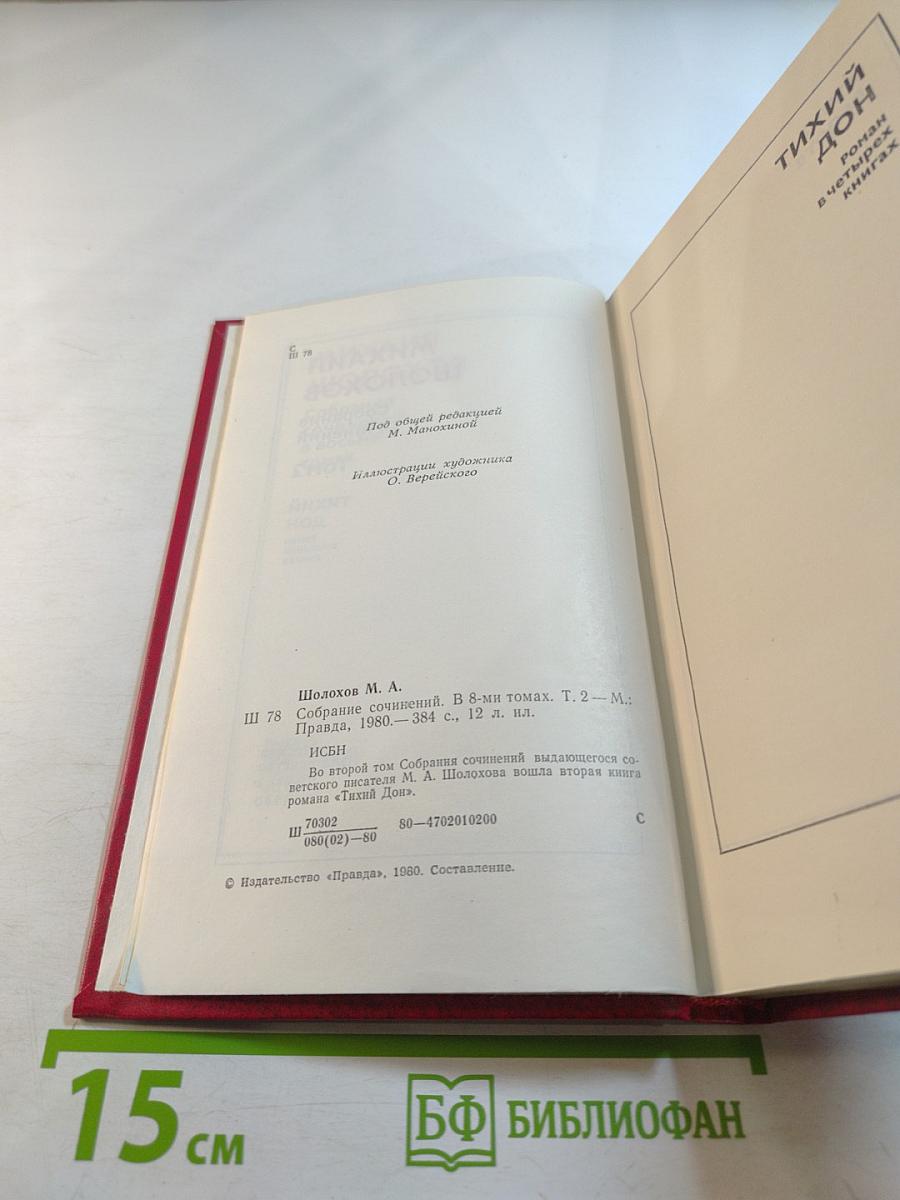 С
Ш 78
Под общей редакцией
М. Манохиной
Иллюстрации художника
О. Верейского
Шолохов М. А.
Ш 78 Собрание сочинений. В 8-ми томах. Т. 2 — М.:
Правда, 1980.— 384 с., 12 л. ил.
ИСБН
Во второй том Собрания сочинений выдающегося со-
ветского писателя М. А. Шолохова вошла вторая книга
романа «Тихий Дон».
Ш 70302 80—4702010200 С
080(02)—80
© Издательство «Правда», 1980. Составление.
ТИХИЙ
ДОН
роман
в четырех
книгах
15 см
БФ БИБЛИОФАН